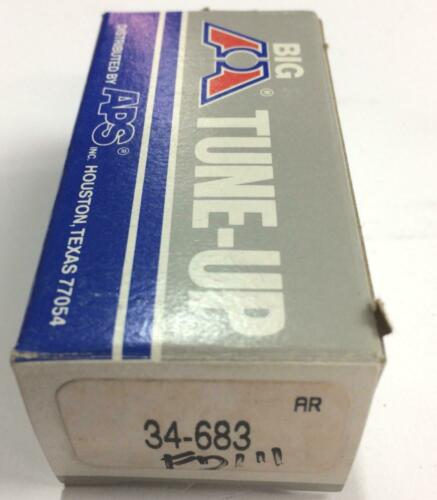 BIG A® TUNE-UP
DISTRIBUTED BY APS® INC. HOUSTON, TEXAS 77054
AR
34-683